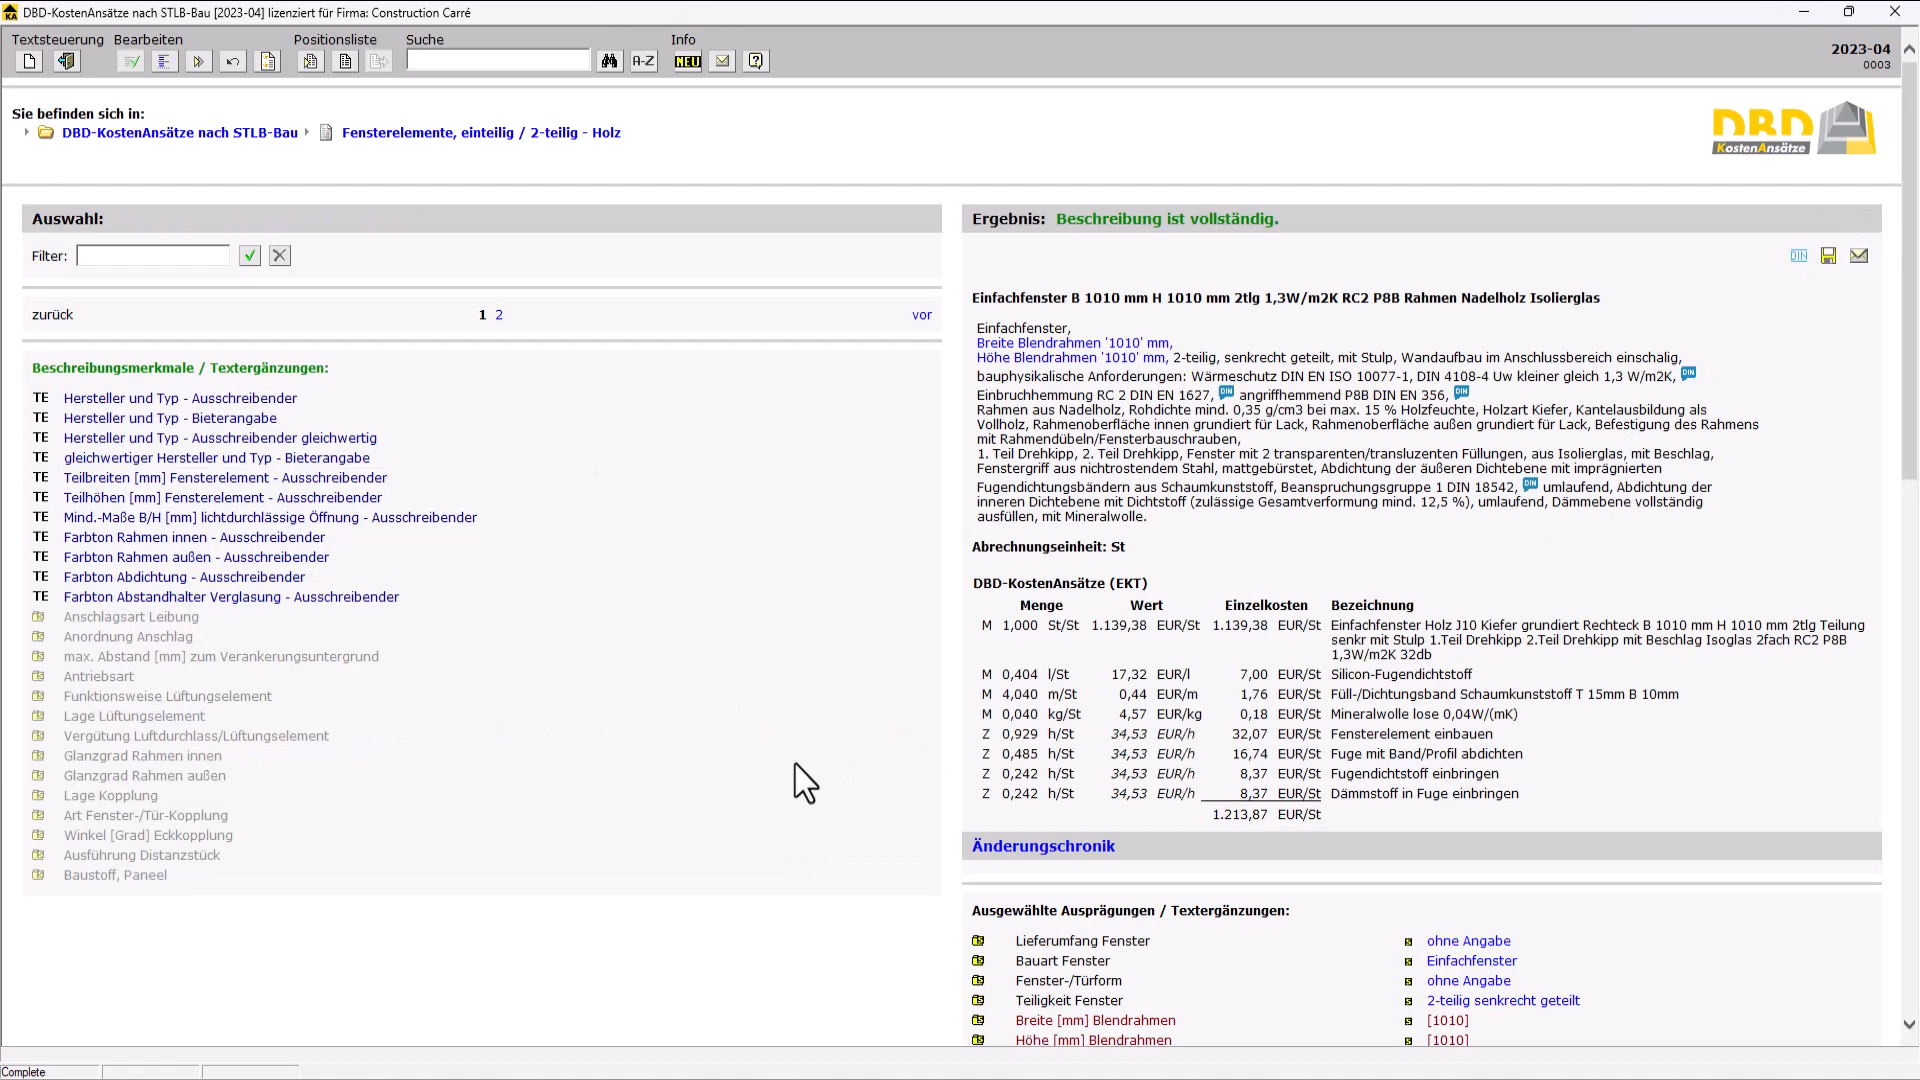 DBD-KostenAnsätze nach STLB-Bau [2023-04] lizenziert für Firma: Construction Carré
Textsteuerung Bearbeiten Positionsliste Suche Info
A-Z NEU
2023-04
0003
Sie befinden sich in:
DBD-KostenAnsätze nach STLB-Bau Fensterelemente, einteilig / 2-teilig - Holz
DBD
KostenAnsätze
Auswahl:
Filter:
zurück 1 2 vor
Beschreibungsmerkmale / Textergänzungen:
TE Hersteller und Typ - Ausschreibender
TE Hersteller und Typ - Bieterangabe
TE Hersteller und Typ - Ausschreibender gleichwertig
TE gleichwertiger Hersteller und Typ - Bieterangabe
TE Teilbreiten [mm] Fensterelement - Ausschreibender
TE Teilhöhen [mm] Fensterelement - Ausschreibender
TE Mind.-Maße B/H [mm] lichtdurchlässige Öffnung - Ausschreibender
TE Farbton Rahmen innen - Ausschreibender
TE Farbton Rahmen außen - Ausschreibender
TE Farbton Abdichtung - Ausschreibender
TE Farbton Abstandhalter Verglasung - Ausschreibender
Anschlagsart Leibung
Anordnung Anschlag
max. Abstand [mm] zum Verankerungsuntergrund
Antriebsart
Funktionsweise Lüftungselement
Lage Lüftungselement
Vergütung Luftdurchlass/Lüftungselement
Glanzgrad Rahmen innen
Glanzgrad Rahmen außen
Lage Kopplung
Art Fenster-/Tür-Kopplung
Winkel [Grad] Eckkopplung
Ausführung Distanzstück
Baustoff, Paneel
Ergebnis: Beschreibung ist vollständig.
DIN
Einfachfenster B 1010 mm H 1010 mm 2tlg 1,3W/m2K RC2 P8B Rahmen Nadelholz Isolierglas
Einfachfenster,
Breite Blendrahmen '1010' mm,
Höhe Blendrahmen '1010' mm, 2-teilig, senkrecht geteilt, mit Stulp, Wandaufbau im Anschlussbereich einschalig,
bauphysikalische Anforderungen: Wärmeschutz DIN EN ISO 10077-1, DIN 4108-4 Uw kleiner gleich 1,3 W/m2K, DIN
Einbruchhemmung RC 2 DIN EN 1627, DIN angriffhemmend P8B DIN EN 356, DIN
Rahmen aus Nadelholz, Rohdichte mind. 0,35 g/cm3 bei max. 15 % Holzfeuchte, Holzart Kiefer, Kantelausbildung als
Vollholz, Rahmenoberfläche innen grundiert für Lack, Rahmenoberfläche außen grundiert für Lack, Befestigung des Rahmens
mit Rahmendübeln/Fensterbauschrauben,
1. Teil Drehkipp, 2. Teil Drehkipp, Fenster mit 2 transparenten/transluzenten Füllungen, aus Isolierglas, mit Beschlag,
Fenstergriff aus nichtrostendem Stahl, mattgebürstet, Abdichtung der äußeren Dichtebene mit imprägnierten
Fugendichtungsbändern aus Schaumkunststoff, Beanspruchungsgruppe 1 DIN 18542, DIN umlaufend, Abdichtung der
inneren Dichtebene mit Dichtstoff (zulässige Gesamtverformung mind. 12,5 %), umlaufend, Dämmebene vollständig
ausfüllen, mit Mineralwolle.
Abrechnungseinheit: St
DBD-KostenAnsätze (EKT)
Menge Wert Einzelkosten Bezeichnung
M 1,000 St/St 1.139,38 EUR/St 1.139,38 EUR/St Einfachfenster Holz J10 Kiefer grundiert Rechteck B 1010 mm H 1010 mm 2tlg Teilung
senkr mit Stulp 1.Teil Drehkipp 2.Teil Drehkipp mit Beschlag Isoglas 2fach RC2 P8B
1,3W/m2K 32db
M 0,404 l/St 17,32 EUR/l 7,00 EUR/St Silicon-Fugendichtstoff
M 4,040 m/St 0,44 EUR/m 1,76 EUR/St Füll-/Dichtungsband Schaumkunststoff T 15mm B 10mm
M 0,040 kg/St 4,57 EUR/kg 0,18 EUR/St Mineralwolle lose 0,04W/(mK)
Z 0,929 h/St 34,53 EUR/h 32,07 EUR/St Fensterelement einbauen
Z 0,485 h/St 34,53 EUR/h 16,74 EUR/St Fuge mit Band/Profil abdichten
Z 0,242 h/St 34,53 EUR/h 8,37 EUR/St Fugendichtstoff einbringen
Z 0,242 h/St 34,53 EUR/h 8,37 EUR/St Dämmstoff in Fuge einbringen
1.213,87 EUR/St
Änderungschronik
Ausgewählte Ausprägungen / Textergänzungen:
Lieferumfang Fenster ohne Angabe
Bauart Fenster Einfachfenster
Fenster-/Türform ohne Angabe
Teiligkeit Fenster 2-teilig senkrecht geteilt
Breite [mm] Blendrahmen [1010]
Höhe [mm] Blendrahmen [1010]
Complete